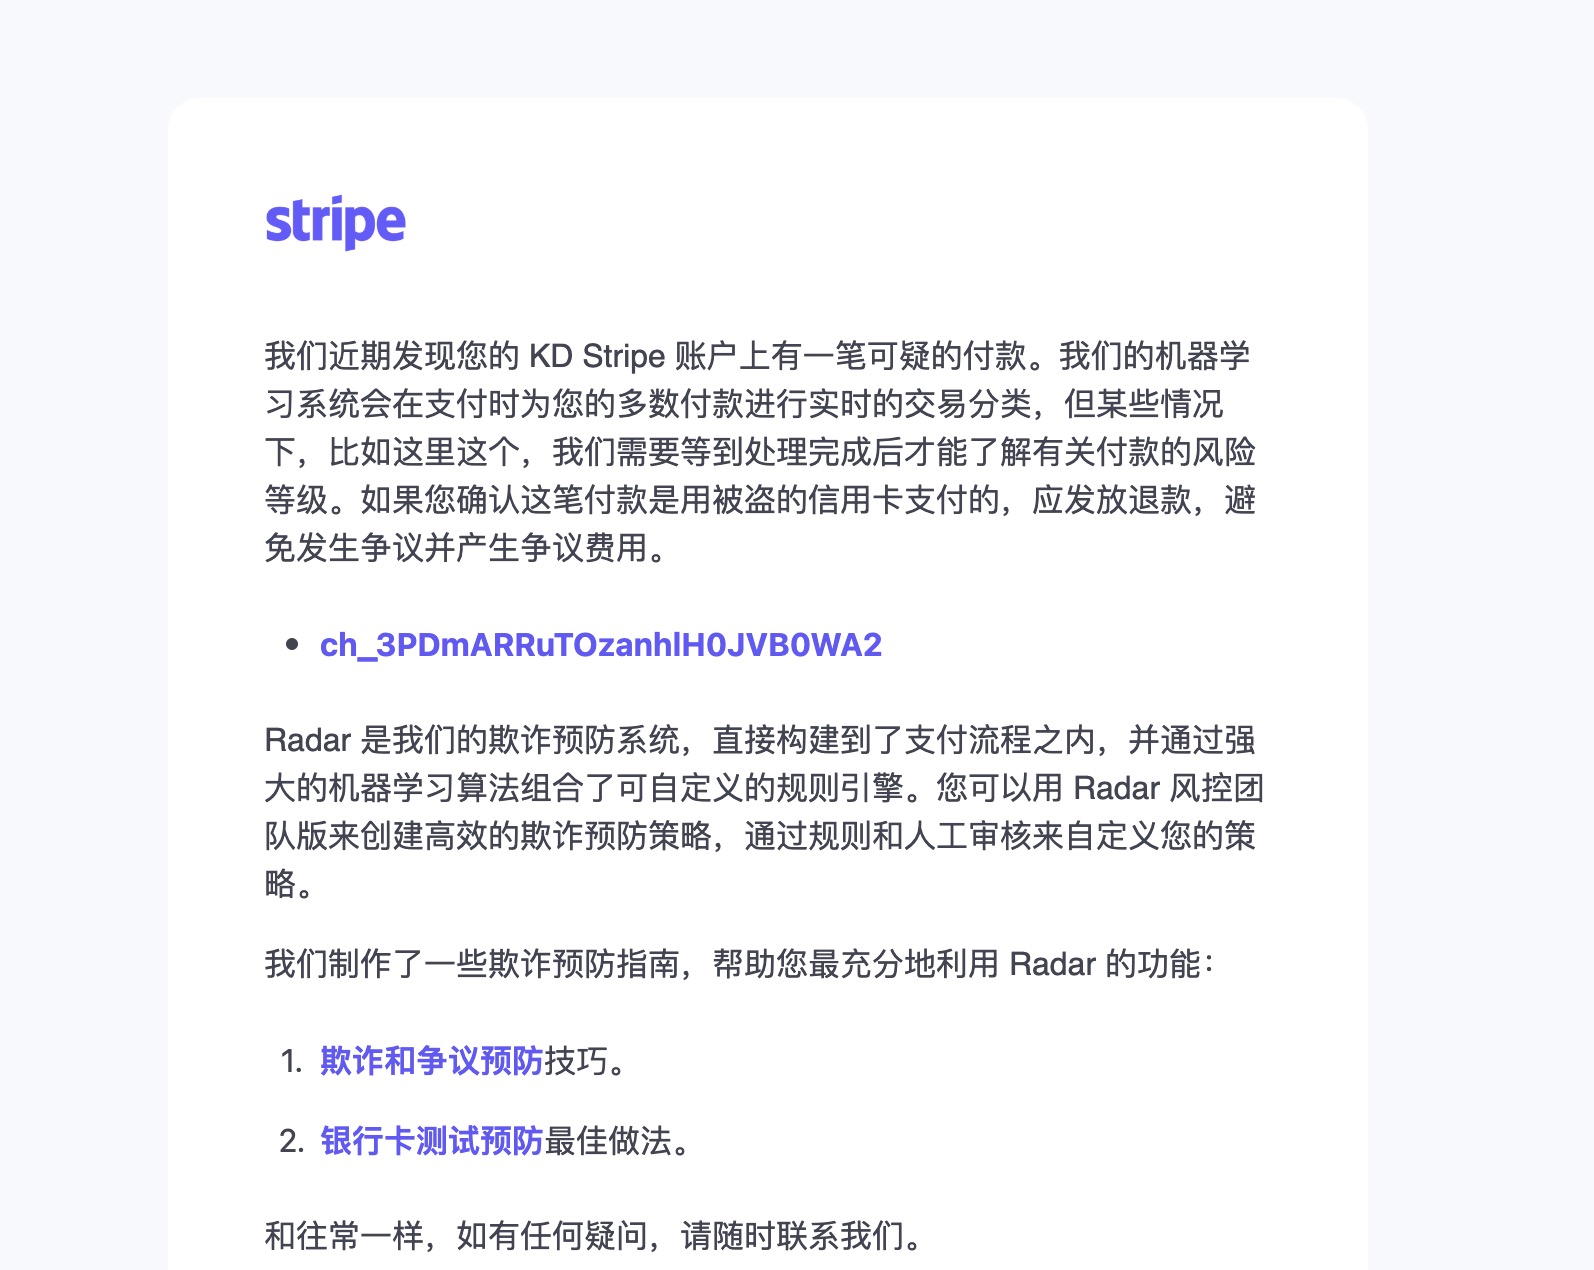 stripe
我们近期发现您的 KD Stripe 账户上有一笔可疑的付款。我们的机器学
习系统会在支付时为您的多数付款进行实时的交易分类，但某些情况
下，比如这里这个，我们需要等到处理完成后才能了解有关付款的风险
等级。如果您确认这笔付款是用被盗的信用卡支付的，应发放退款，避
免发生争议并产生争议费用。
• ch_3PDmARRuTOzanhlH0JVB0WA2
Radar 是我们的欺诈预防系统，直接构建到了支付流程之内，并通过强
大的机器学习算法组合了可自定义的规则引擎。您可以用 Radar 风控团
队版来创建高效的欺诈预防策略，通过规则和人工审核来自定义您的策
略。
我们制作了一些欺诈预防指南，帮助您最充分地利用 Radar 的功能：
1. 欺诈和争议预防技巧。
2. 银行卡测试预防最佳做法。
和往常一样，如有任何疑问，请随时联系我们。